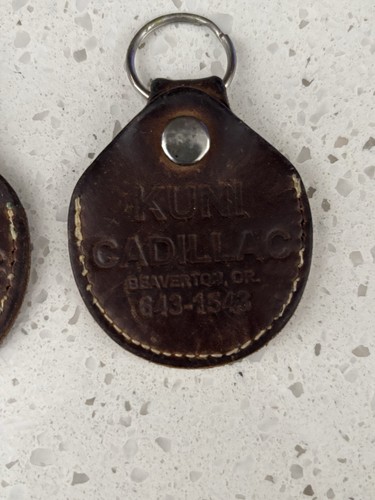 KUNI
CADILLAC
BEAVERTON, OR.
643-1543